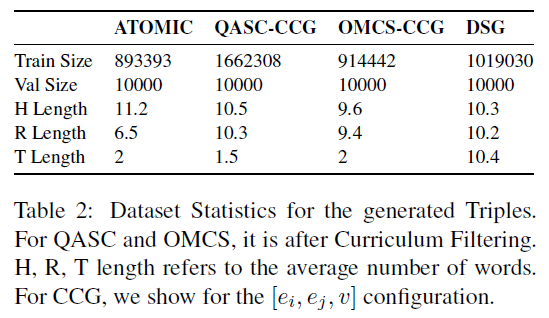 ATOMIC QASC-CCG OMCS-CCG DSG
Train Size 893393 1662308 914442 1019030
Val Size 10000 10000 10000 10000
H Length 11.2 10.5 9.6 10.3
R Length 6.5 10.3 9.4 10.2
T Length 2 1.5 2 10.4
Table 2: Dataset Statistics for the generated Triples.
For QASC and OMCS, it is after Curriculum Filtering.
H, R, T length refers to the average number of words.
For CCG, we show for the [e_i, e_j, v] configuration.